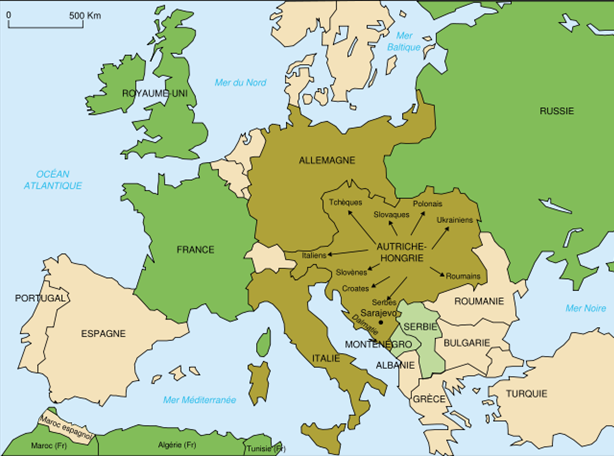 0 500 Km
Mer
Baltique
Mer du Nord
ROYAUME-UNI
RUSSIE
ALLEMAGNE
OCÉAN
ATLANTIQUE
Tchèques
Polonais
Slovaques
Ukrainiens
FRANCE
AUTRICHE-
HONGRIE
Italiens
Slovènes
Roumains
Croates
Serbes
PORTUGAL
ROUMANIE
Sarajevo
Mer Noire
Dalmatie
SERBIE
ESPAGNE
MONTENEGRO
BULGARIE
ITALIE
ALBANIE
TURQUIE
Mer Méditerranée
GRÈCE
Maroc espagnol
Maroc (Fr)
Algérie (Fr)
Tunisie (Fr)